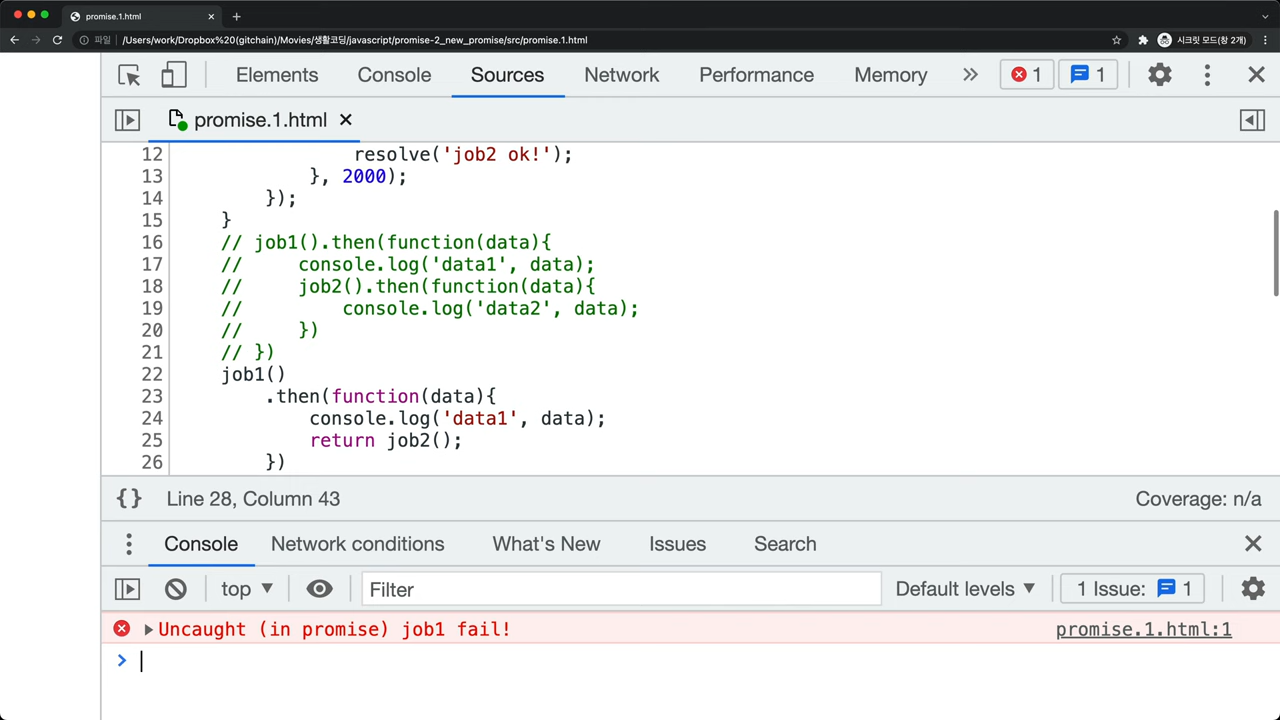 promise.1.html
파일 /Users/work/Dropbox%20(gitchain)/Movies/생활코딩/javascript/promise-2_new_promise/src/promise.1.html 시크릿 모드(창 2개)
Elements Console Sources Network Performance Memory » 1 1
promise.1.html
12 resolve('job2 ok!');
13 }, 2000);
14 });
15 }
16 // job1().then(function(data){
17 // console.log('data1', data);
18 // job2().then(function(data){
19 // console.log('data2', data);
20 // })
21 // })
22 job1()
23 .then(function(data){
24 console.log('data1', data);
25 return job2();
26 })
{} Line 28, Column 43 Coverage: n/a
Console Network conditions What's New Issues Search
top Filter Default levels 1 Issue: 1
Uncaught (in promise) job1 fail! promise.1.html:1
>